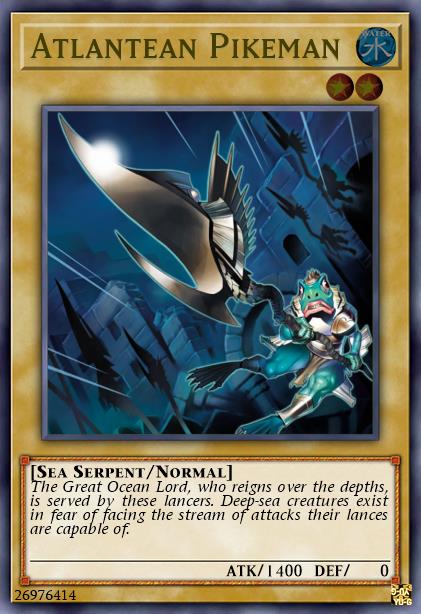 ATLANTEAN PIKEMAN
WATER
水
[SEA SERPENT/NORMAL]
The Great Ocean Lord, who reigns over the depths,
is served by these lancers. Deep-sea creatures exist
in fear of facing the stream of attacks their lances
are capable of.
ATK/1400 DEF/ 0
26976414